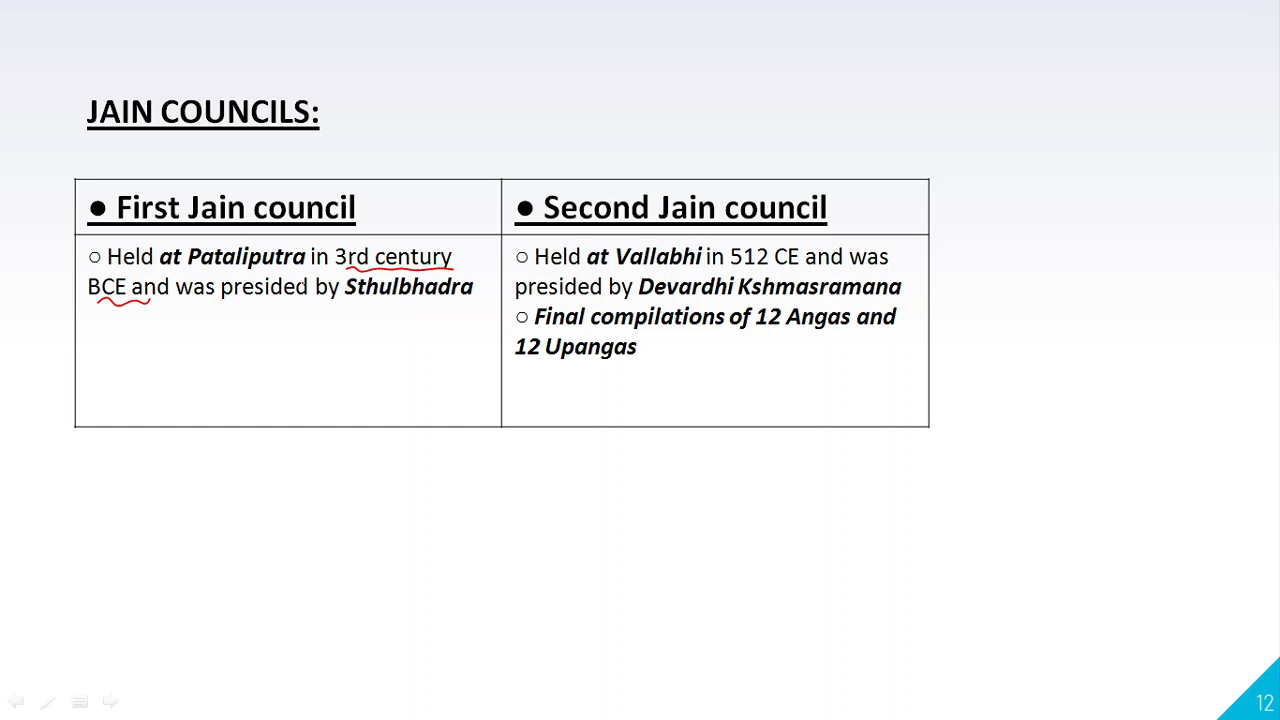 JAIN COUNCILS:
● First Jain council
○ Held at Pataliputra in 3rd century
BCE and was presided by Sthulbhadra
● Second Jain council
○ Held at Vallabhi in 512 CE and was
presided by Devardhi Kshmasramana
○ Final compilations of 12 Angas and
12 Upangas
12